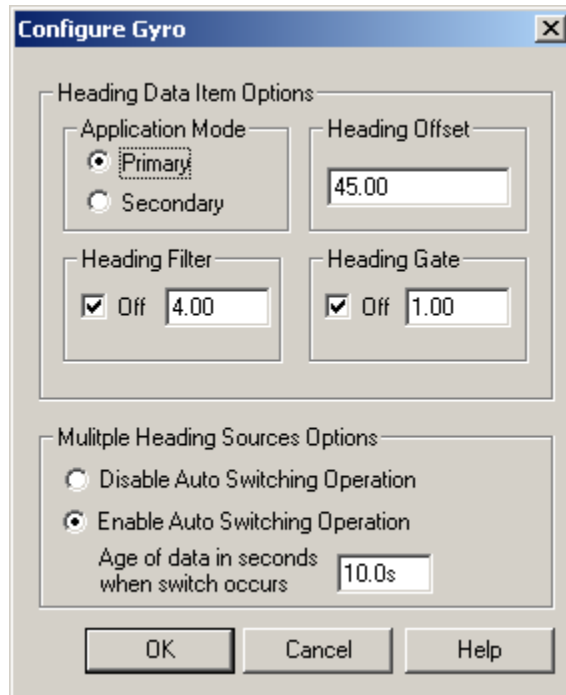 Configure Gyro
Heading Data Item Options
Application Mode
Primary
Secondary
Heading Offset
45.00
Heading Filter
Off 4.00
Heading Gate
Off 1.00
Mulitple Heading Sources Options
Disable Auto Switching Operation
Enable Auto Switching Operation
Age of data in seconds
when switch occurs
10.0s
OK Cancel Help